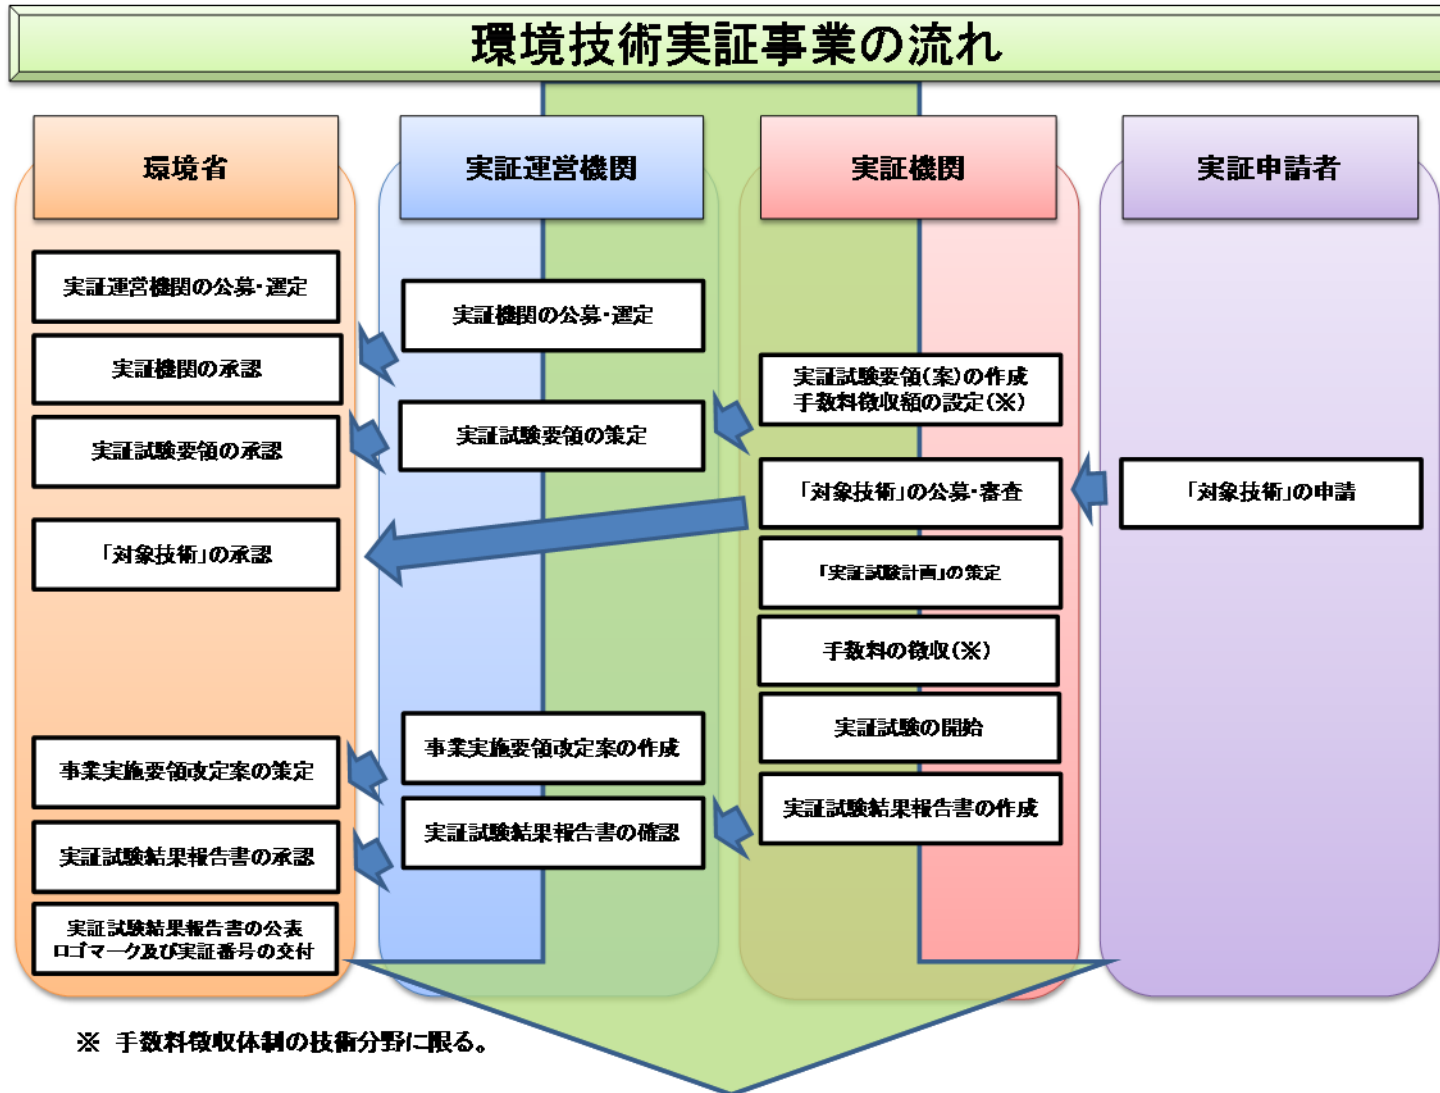 環境技術実証事業の流れ
環境省
実証運営機関の公募・選定
実証機関の承認
実証試験要領の承認
「対象技術」の承認
事業実施要領改定案の策定
実証試験結果報告書の承認
実証試験結果報告書の公表
ロゴマーク及び実証番号の交付
実証運営機関
実証機関の公募・選定
実証試験要領の策定
事業実施要領改定案の作成
実証試験結果報告書の確認
実証機関
実証試験要領(案)の作成
手数料徴収額の設定(※)
「対象技術」の公募・審査
「実証試験計画」の策定
手数料の徴収(※)
実証試験の開始
実証試験結果報告書の作成
実証申請者
「対象技術」の申請
※ 手数料徴収体制の技術分野に限る。